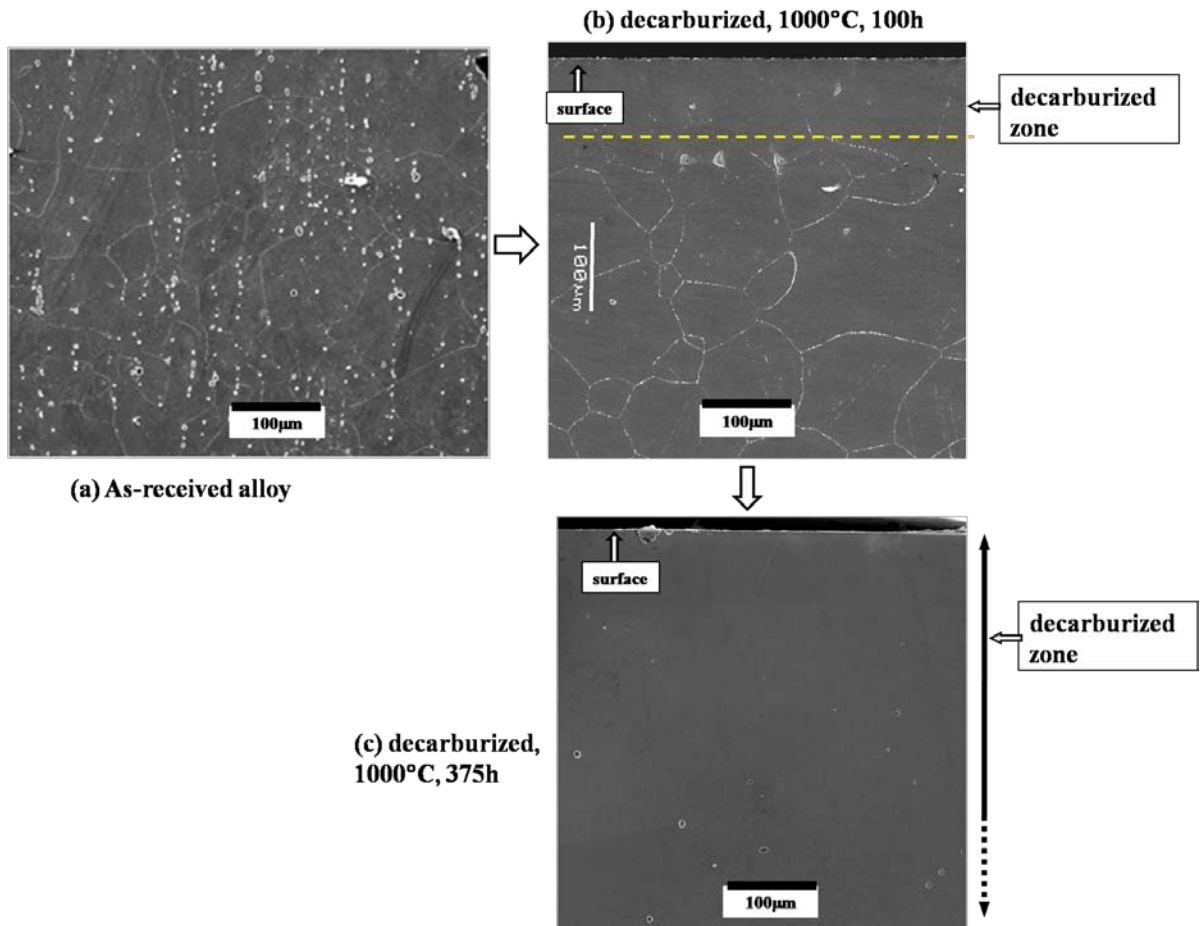 (b) decarburized, 1000°C, 100h
surface
decarburized
zone
100µm
100µm
100µm
(a) As-received alloy
surface
decarburized
zone
(c) decarburized,
1000°C, 375h
100µm